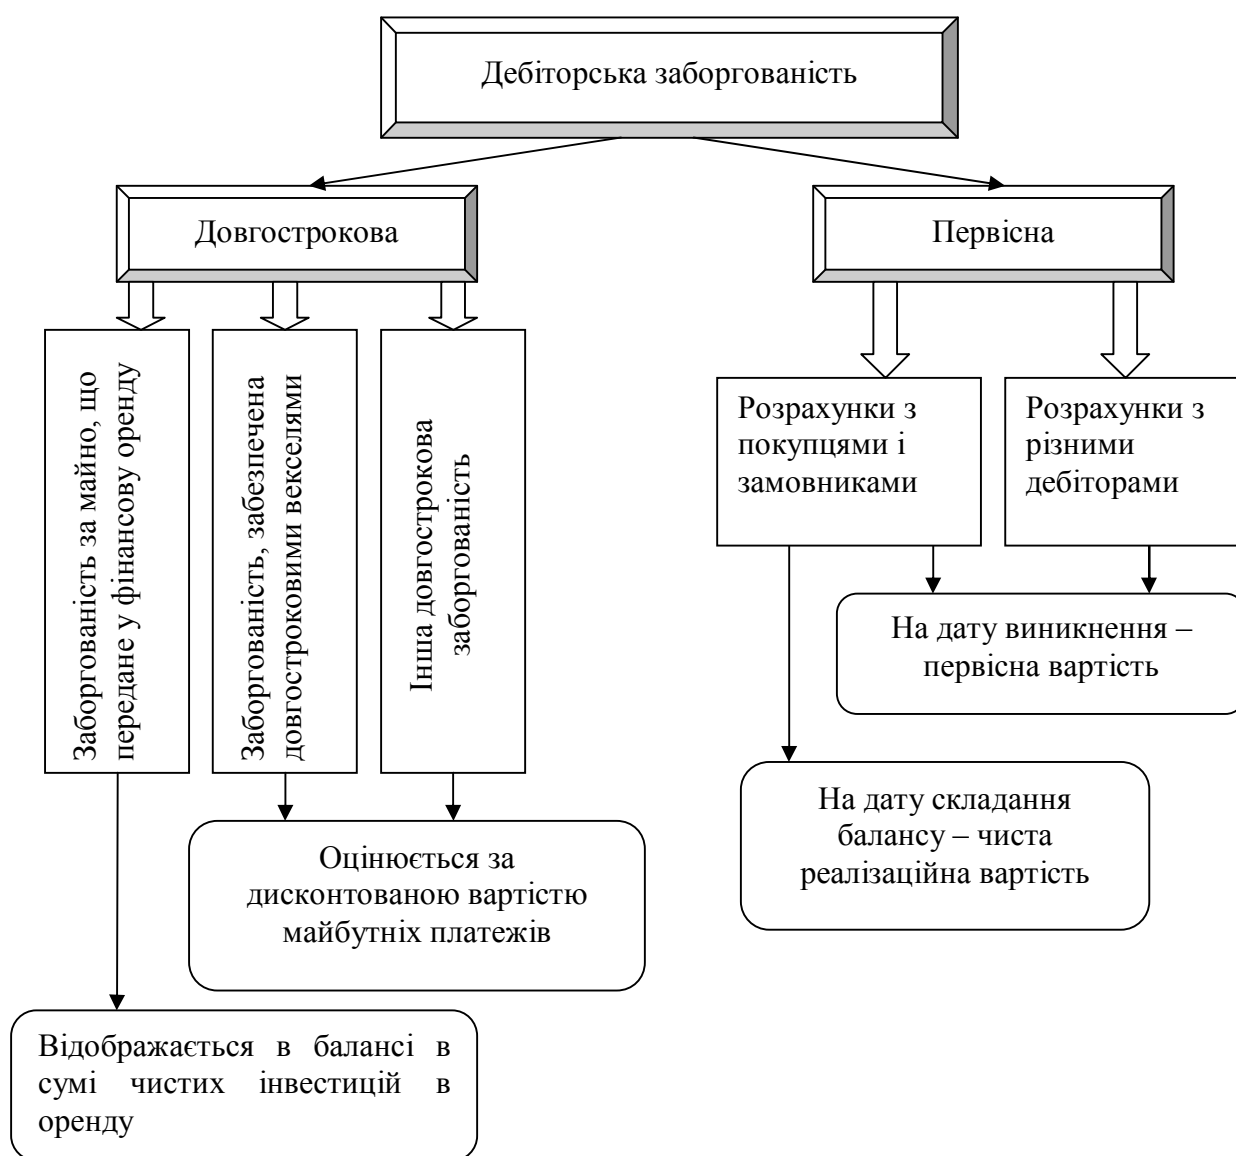 Дебіторська заборгованість
Довгострокова
Первісна
Заборгованість за майно, що
передане у фінансову оренду
Заборгованість, забезпечена
довгостроковими векселями
Інша довгострокова
заборгованість
Розрахунки з
покупцями і
замовниками
Розрахунки з
різними
дебіторами
На дату виникнення –
первісна вартість
На дату складання
балансу – чиста
реалізаційна вартість
Оцінюється за
дисконтованою вартістю
майбутніх платежів
Відображається в балансі в
сумі чистих інвестицій в
оренду